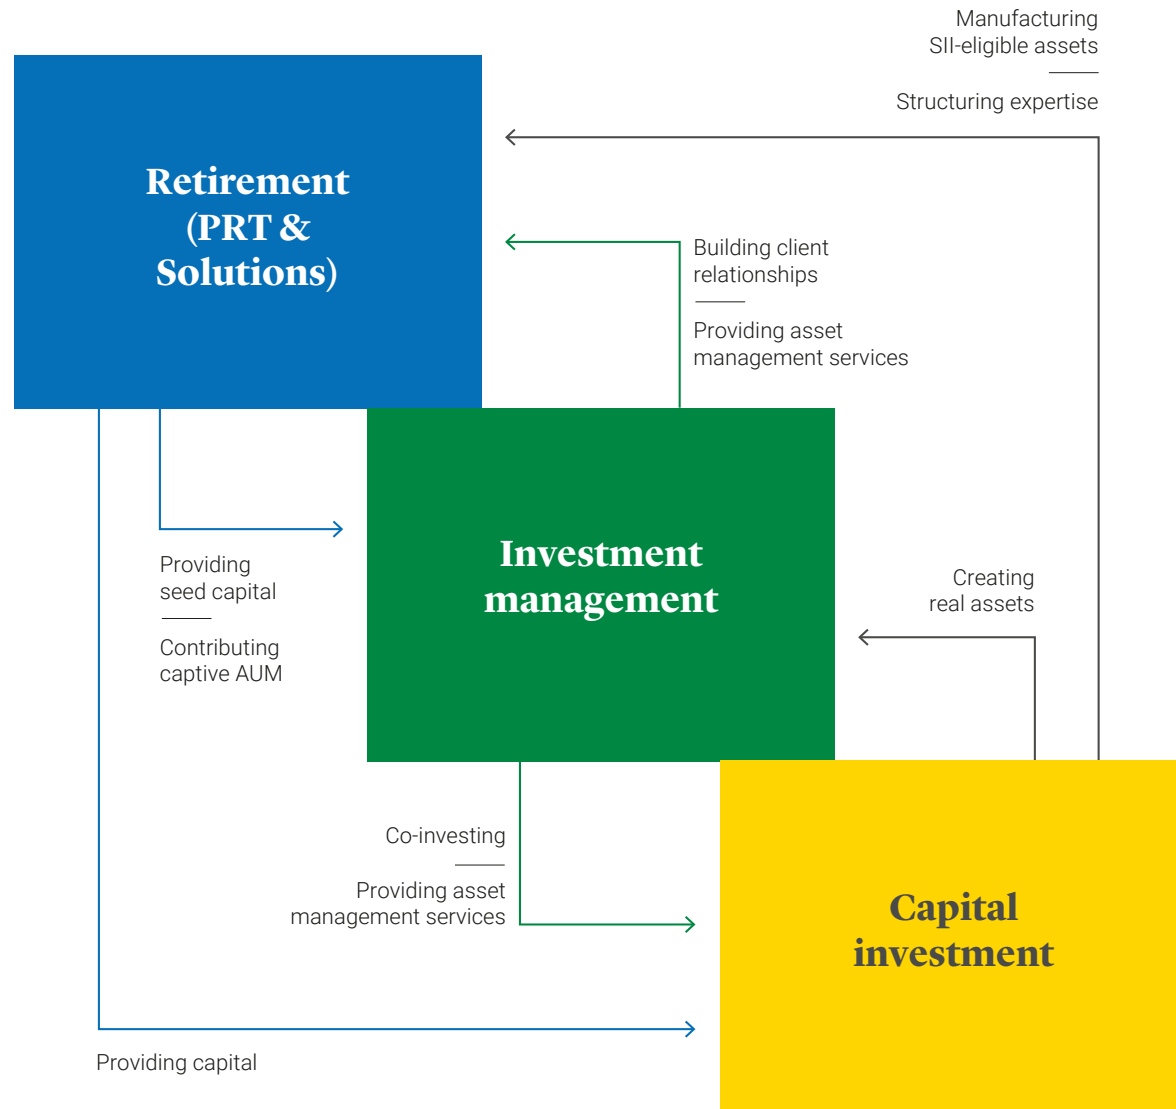 Manufacturing
SII-eligible assets
Structuring expertise
Retirement
(PRT &
Solutions)
Building client
relationships
Providing asset
management services
Providing
seed capital
Contributing
captive AUM
Investment
management
Creating
real assets
Co-investing
Providing asset
management services
Capital
investment
Providing capital